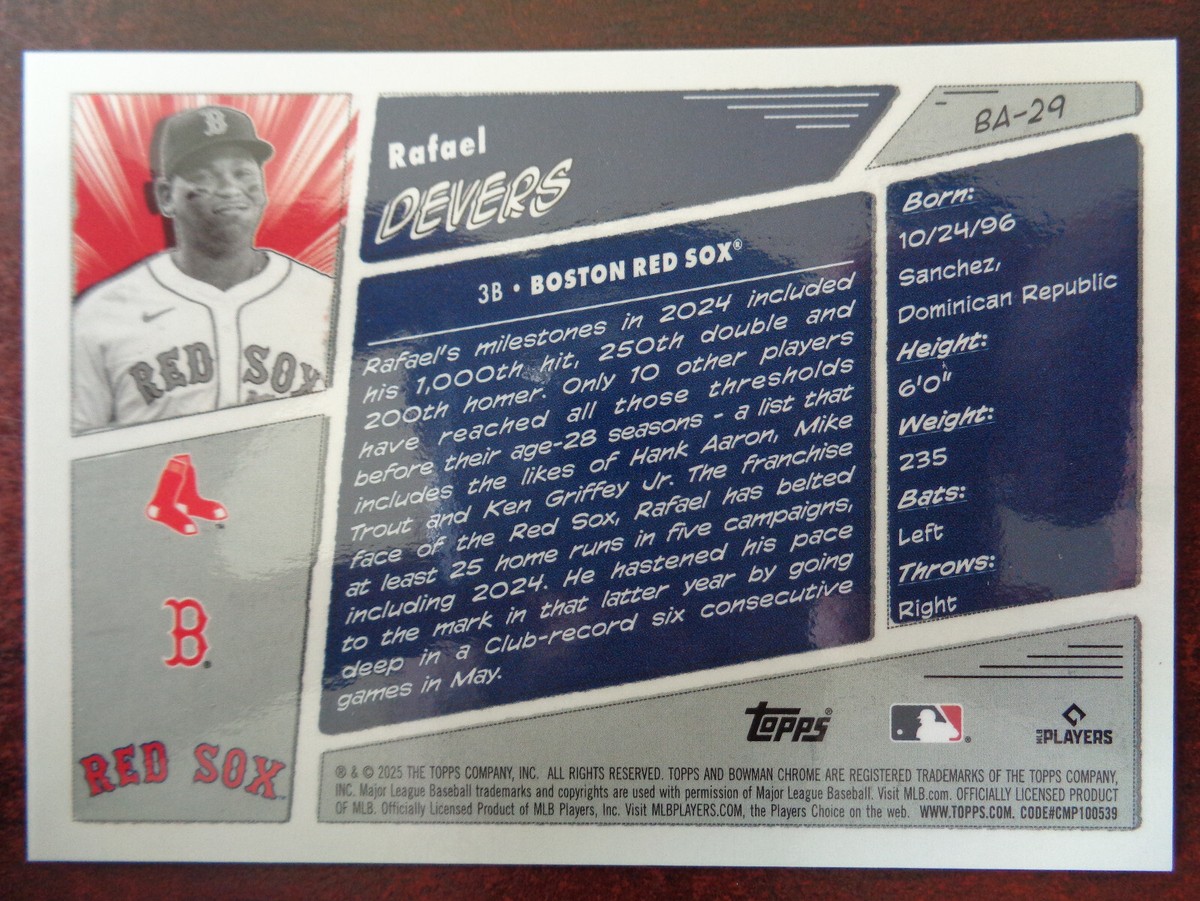 B
RED SOX
Rafael
DEVERS
BA-29
3B • BOSTON RED SOX®
Rafael's milestones in 2024 included
his 1,000th hit, 250th double and
200th homer. Only 10 other players
have reached all those thresholds
before their age-28 seasons – a list that
includes the likes of Hank Aaron, Mike
Trout and Ken Griffey Jr. The franchise
face of the Red Sox, Rafael has belted
at least 25 home runs in five campaigns,
including 2024. He hastened his pace
to the mark in that latter year by going
deep in a Club-record six consecutive
games in May.
Born:
10/24/96
Sanchez,
Dominican Republic
Height:
6'0"
Weight:
235
Bats:
Left
Throws:
Right
B
RED SOX
topps®
MLB PLAYERS
® & © 2025 THE TOPPS COMPANY, INC. ALL RIGHTS RESERVED. TOPPS AND BOWMAN CHROME ARE REGISTERED TRADEMARKS OF THE TOPPS COMPANY,
INC. Major League Baseball trademarks and copyrights are used with permission of Major League Baseball. Visit MLB.com. OFFICIALLY LICENSED PRODUCT
OF MLB. Officially Licensed Product of MLB Players, Inc. Visit MLBPLAYERS.COM, the Players Choice on the web. WWW.TOPPS.COM. CODE#CMP100539